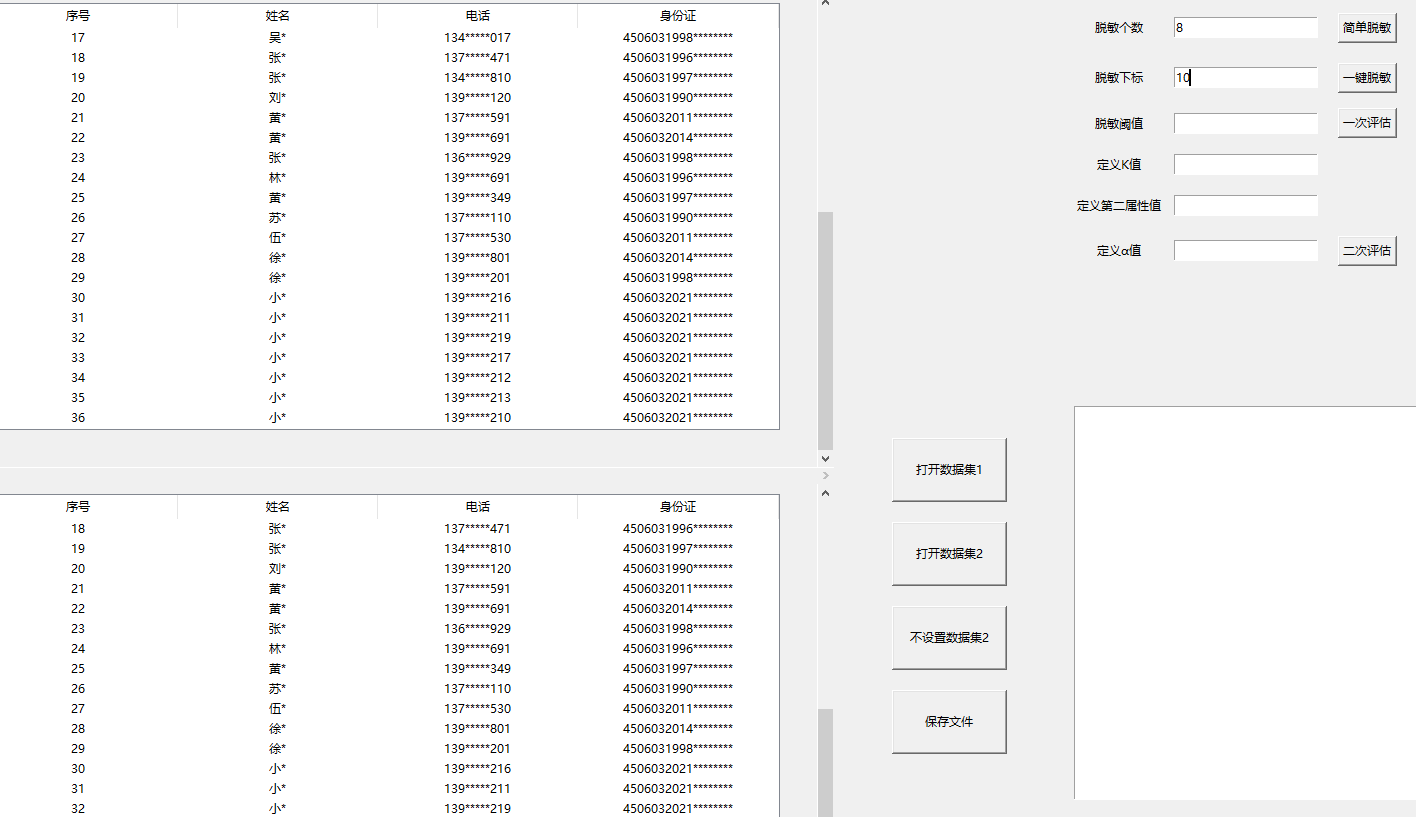 序号 姓名 电话 身份证
17 吴* 134*****017 4506031998********
18 张* 137*****471 4506031996********
19 张* 134*****810 4506031997********
20 刘* 139*****120 4506031990********
21 黄* 137*****591 4506032011********
22 黄* 139*****691 4506032014********
23 张* 136*****929 4506031998********
24 林* 139*****691 4506031996********
25 黄* 139*****349 4506031997********
26 苏* 137*****110 4506031990********
27 伍* 137*****530 4506032011********
28 徐* 139*****801 4506032014********
29 徐* 139*****201 4506031998********
30 小* 139*****216 4506032021********
31 小* 139*****211 4506032021********
32 小* 139*****219 4506032021********
33 小* 139*****217 4506032021********
34 小* 139*****212 4506032021********
35 小* 139*****213 4506032021********
36 小* 139*****210 4506032021********
序号 姓名 电话 身份证
18 张* 137*****471 4506031996********
19 张* 134*****810 4506031997********
20 刘* 139*****120 4506031990********
21 黄* 137*****591 4506032011********
22 黄* 139*****691 4506032014********
23 张* 136*****929 4506031998********
24 林* 139*****691 4506031996********
25 黄* 139*****349 4506031997********
26 苏* 137*****110 4506031990********
27 伍* 137*****530 4506032011********
28 徐* 139*****801 4506032014********
29 徐* 139*****201 4506031998********
30 小* 139*****216 4506032021********
31 小* 139*****211 4506032021********
32 小* 139*****219 4506032021********
脱敏个数 8 简单脱敏
脱敏下标 10 一键脱敏
脱敏阈值 一次评估
定义K值
定义第二属性值
定义α值 二次评估
打开数据集1
打开数据集2
不设置数据集2
保存文件